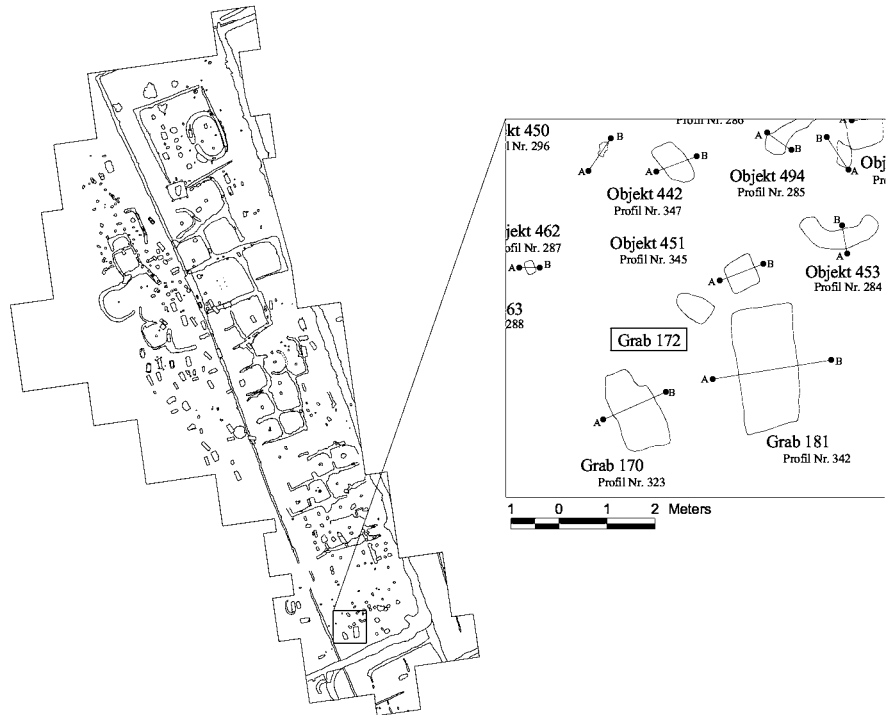 Profil Nr. 286
kt 450
l Nr. 296
A
B
A
B
Objekt 442
Profil Nr. 347
A
B
Objekt 494
Profil Nr. 285
B
A
A
Obj
Pro
jekt 462
ofil Nr. 287
A
B
Objekt 451
Profil Nr. 345
A
B
B
A
Objekt 453
Profil Nr. 284
63
288
Grab 172
A
B
Grab 170
Profil Nr. 323
A
B
Grab 181
Profil Nr. 342
1 0 1 2 Meters